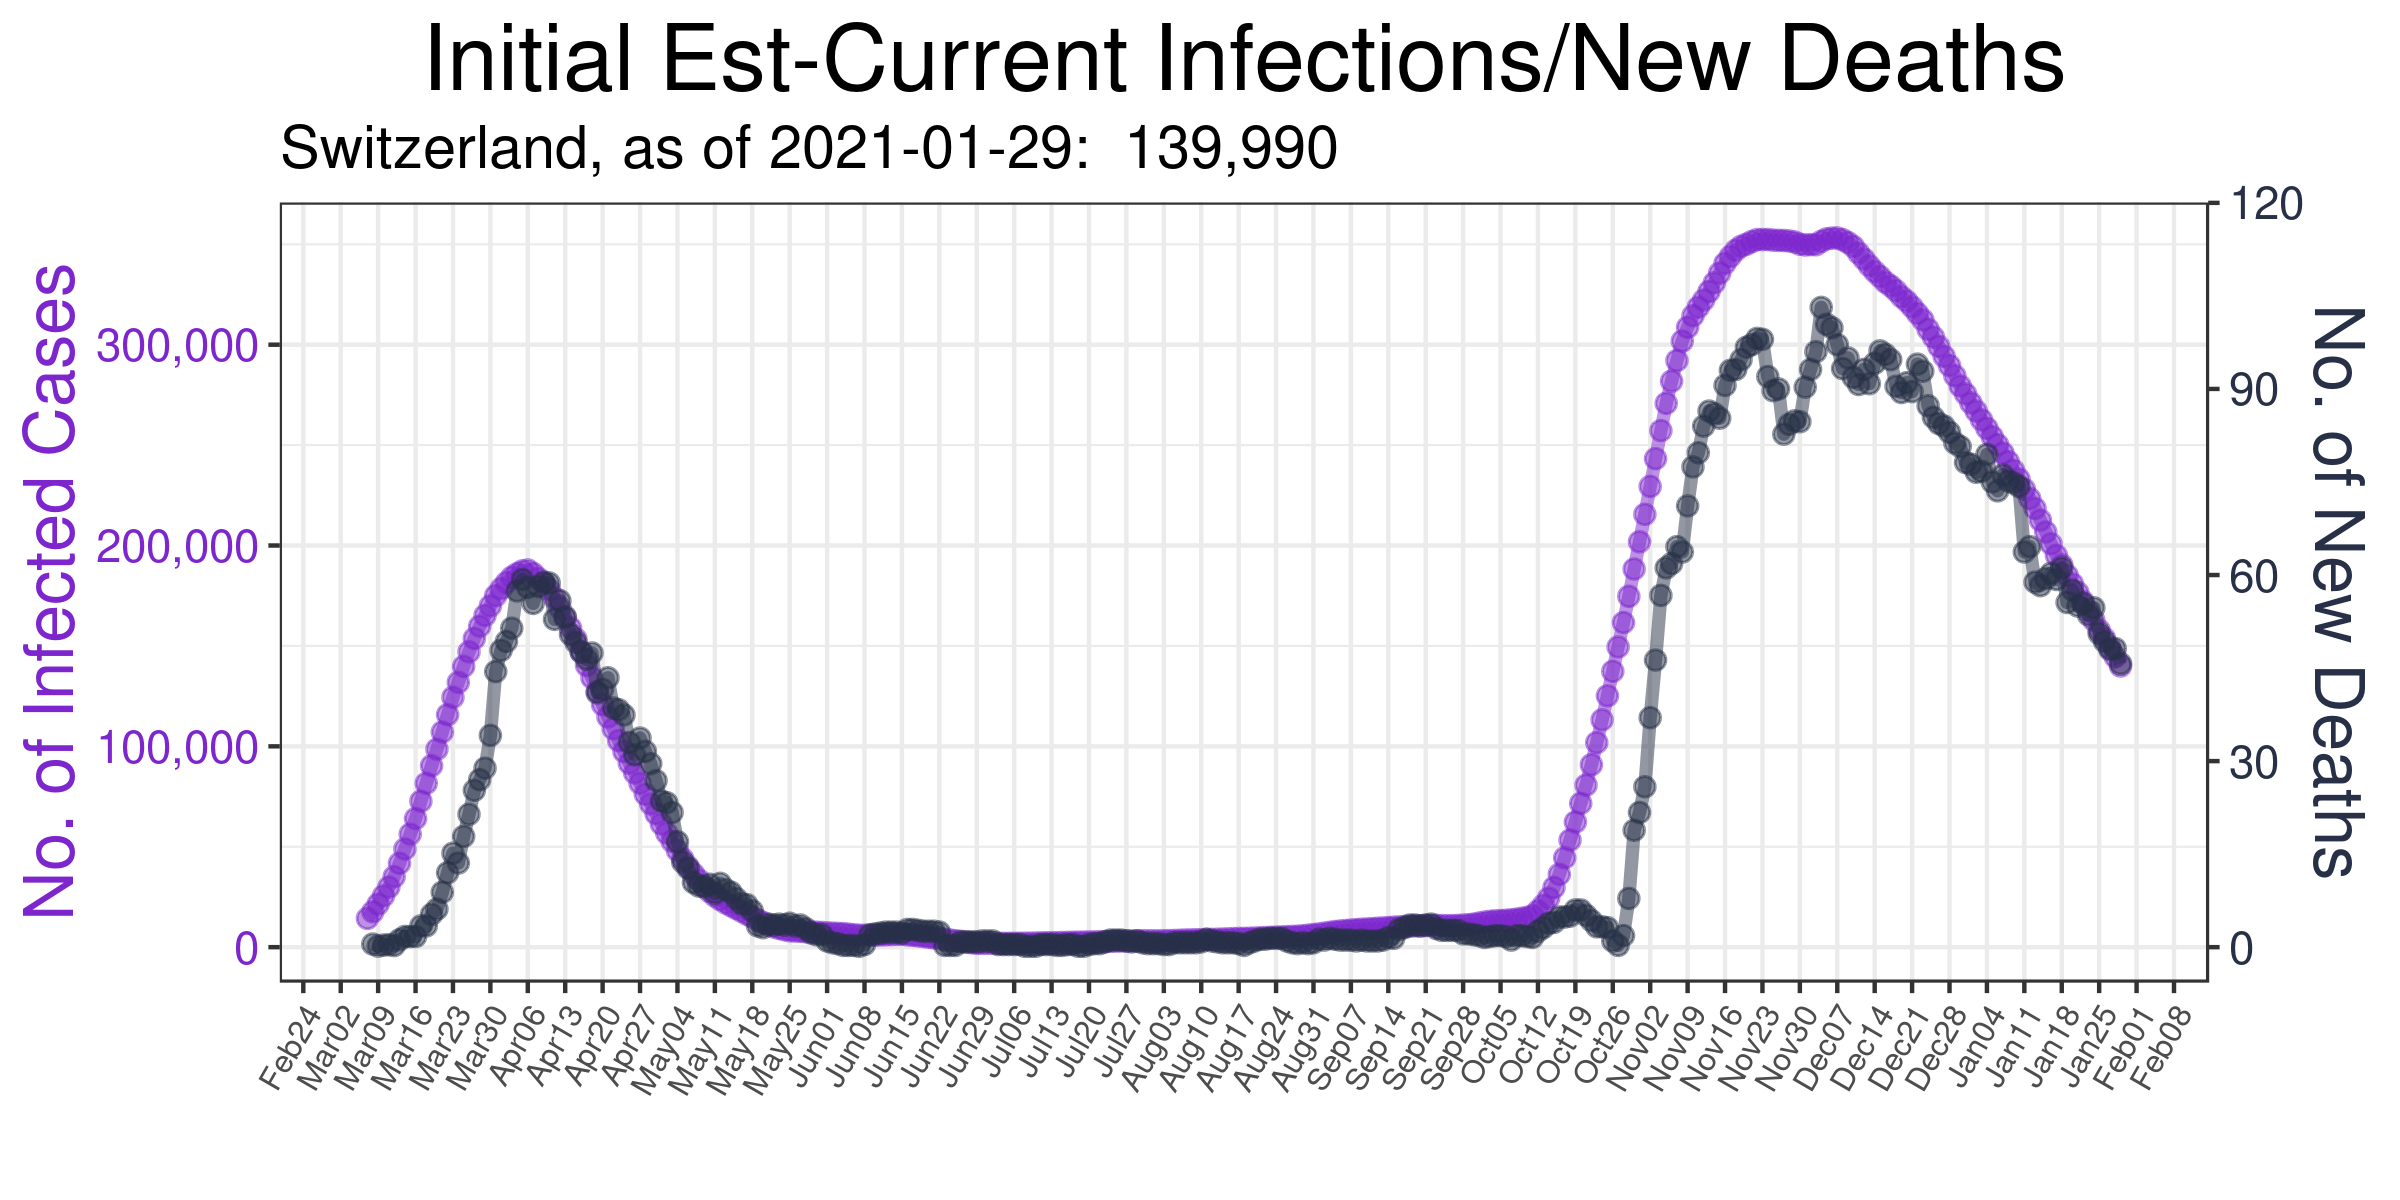 Initial Est-Current Infections/New Deaths
Switzerland, as of 2021-01-29:  139,990
No. of Infected Cases
300,000
200,000
100,000
0
120
90
60
30
0
No. of New Deaths
Feb24
Mar02
Mar09
Mar16
Mar23
Mar30
Apr06
Apr13
Apr20
Apr27
May04
May11
May18
May25
Jun01
Jun08
Jun15
Jun22
Jun29
Jul06
Jul13
Jul20
Jul27
Aug03
Aug10
Aug17
Aug24
Aug31
Sep07
Sep14
Sep21
Sep28
Oct05
Oct12
Oct19
Oct26
Nov02
Nov09
Nov16
Nov23
Nov30
Dec07
Dec14
Dec21
Dec28
Jan04
Jan11
Jan18
Jan25
Feb01
Feb08